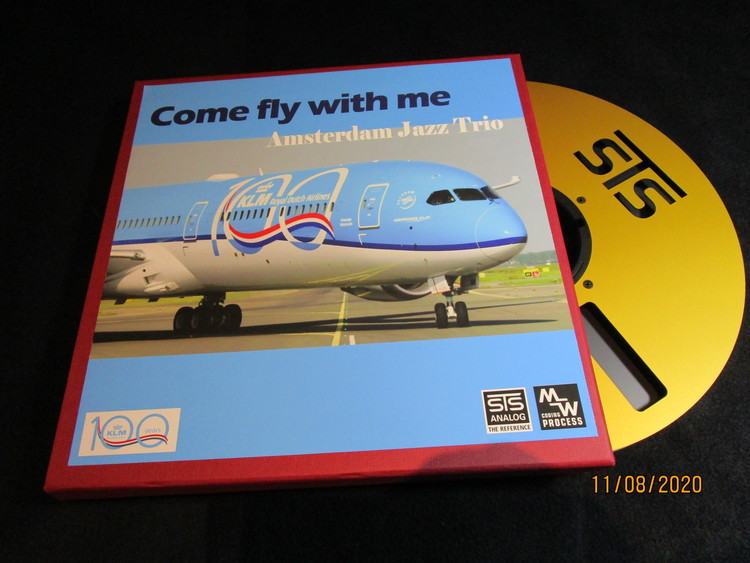 Come fly with me
Amsterdam Jazz Trio
STS
100
KLM
Royal Dutch Airlines
STS
ANALOG
THE REFERENCE
MW
CODING
PROCESS
100
KLM
years
11/08/2020